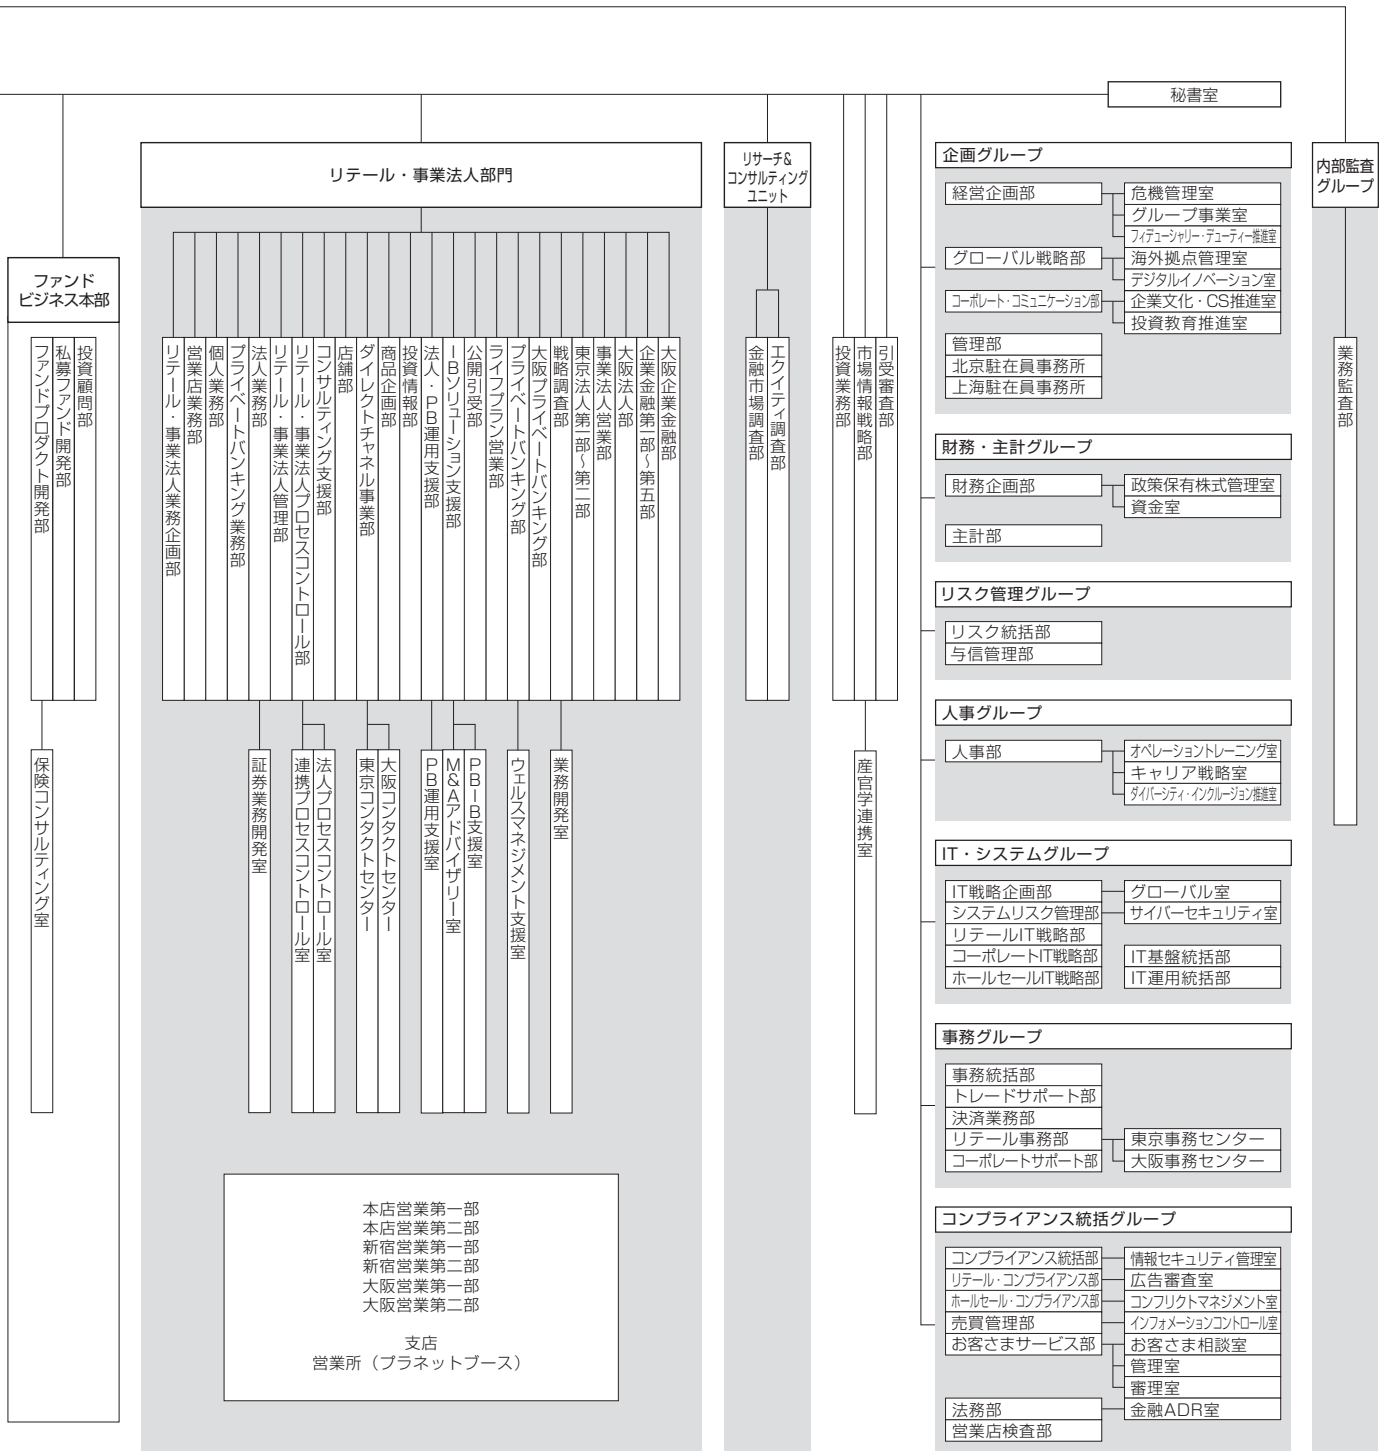 秘書室
ファンド
ビジネス本部
ファンドプロダクト開発部
私募ファンド開発部
投資顧問部
保険コンサルティング室
リテール・事業法人部門
リテール・事業法人業務企画部
営業店業務部
個人業務部
プライベートバンキング業務部
法人業務部
リテール・事業法人管理部
リテール・事業法人プロセスコントロール部
コンサルティング支援部
店舗部
ダイレクトチャネル事業部
商品企画部
投資情報部
法人・PB運用支援部
IBソリューション支援部
公開引受部
ライフプラン営業部
プライベートバンキング部
大阪プライベートバンキング部
戦略調査部
東京法人第一部～第二部
事業法人営業部
大阪法人部
企業金融第一部～第五部
大阪企業金融部
証券業務開発室
連携プロセスコントロール室
法人プロセスコントロール室
東京コンタクトセンター
大阪コンタクトセンター
PB運用支援室
M&Aアドバイザリー室
PB-IB支援室
ウェルスマネジメント支援室
業務開発室
本店営業第一部
本店営業第二部
新宿営業第一部
新宿営業第二部
大阪営業第一部
大阪営業第二部
支店
営業所（プラネットブース）
リサーチ&
コンサルティング
ユニット
金融市場調査部
エクイティ調査部
投資業務部
市場情報戦略部
引受審査部
産官学連携室
企画グループ
経営企画部
危機管理室
グループ事業室
フィデューシャリー・デューティー推進室
グローバル戦略部
海外拠点管理室
デジタルイノベーション室
コーポレート・コミュニケーション部
企業文化・CS推進室
投資教育推進室
管理部
北京駐在員事務所
上海駐在員事務所
財務・主計グループ
財務企画部
政策保有株式管理室
資金室
主計部
リスク管理グループ
リスク統括部
与信管理部
人事グループ
人事部
オペレーショントレーニング室
キャリア戦略室
ダイバーシティ・インクルージョン推進室
IT・システムグループ
IT戦略企画部
グローバル室
システムリスク管理部
サイバーセキュリティ室
リテールIT戦略部
コーポレートIT戦略部
IT基盤統括部
ホールセールIT戦略部
IT運用統括部
事務グループ
事務統括部
トレードサポート部
決済業務部
リテール事務部
東京事務センター
コーポレートサポート部
大阪事務センター
コンプライアンス統括グループ
コンプライアンス統括部
情報セキュリティ管理室
リテール・コンプライアンス部
広告審査室
ホールセール・コンプライアンス部
コンフリクトマネジメント室
売買管理部
インフォメーションコントロール室
お客さまサービス部
お客さま相談室
管理室
審理室
法務部
金融ADR室
営業店検査部
内部監査
グループ
業務監査部